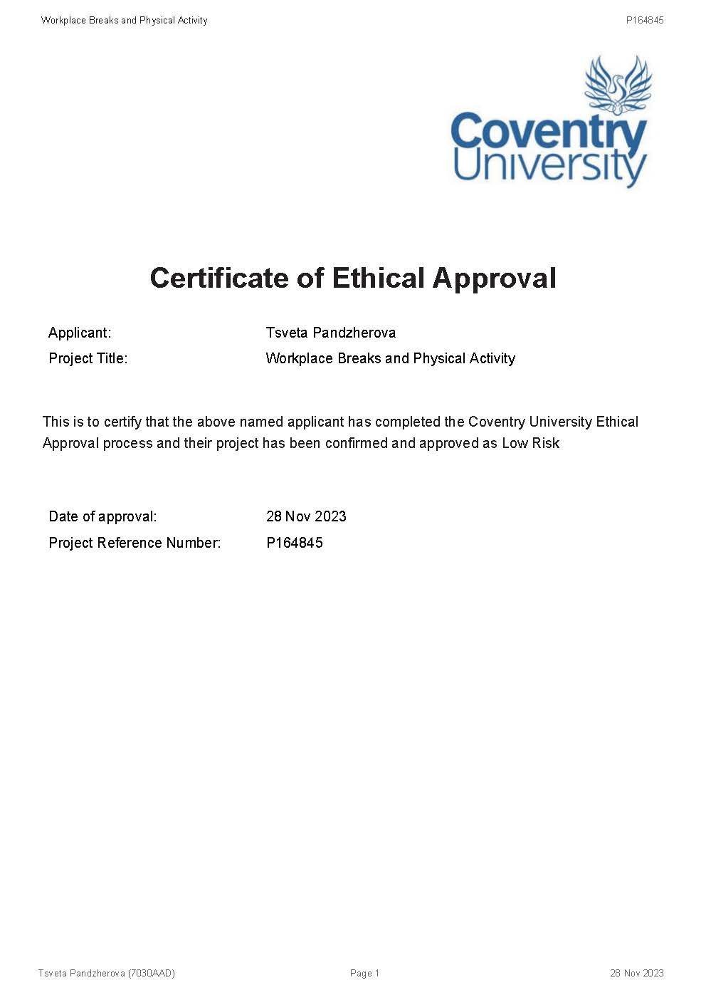 Workplace Breaks and Physical Activity P164845
Coventry
University
Certificate of Ethical Approval
Applicant: Tsveta Pandzherova
Project Title: Workplace Breaks and Physical Activity
This is to certify that the above named applicant has completed the Coventry University Ethical
Approval process and their project has been confirmed and approved as Low Risk
Date of approval: 28 Nov 2023
Project Reference Number: P164845
Tsveta Pandzherova (7030AAD) Page 1 28 Nov 2023